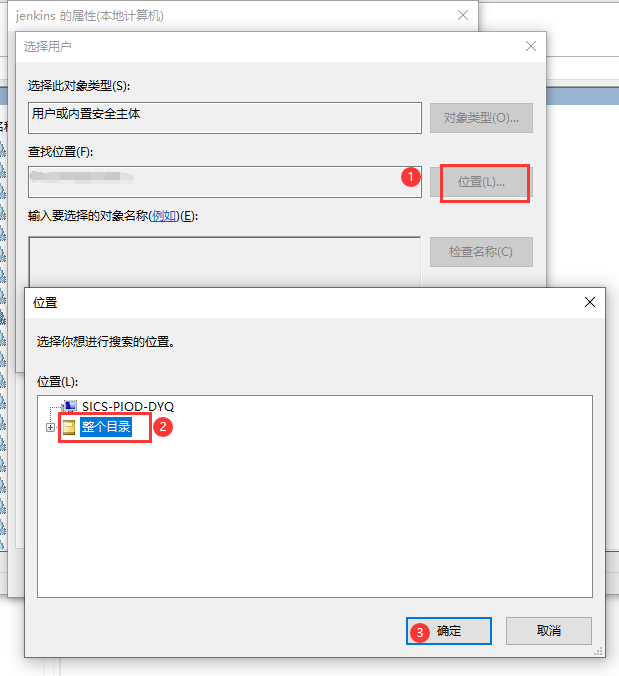 jenkins 的属性(本地计算机)
选择用户
选择此对象类型(S):
用户或内置安全主体
对象类型(O)...
查找位置(F):
1
位置(L)...
输入要选择的对象名称(例如)(E):
检查名称(C)
位置
选择你想进行搜索的位置。
位置(L):
SICS-PIOD-DYQ
整个目录
2
3
确定
取消